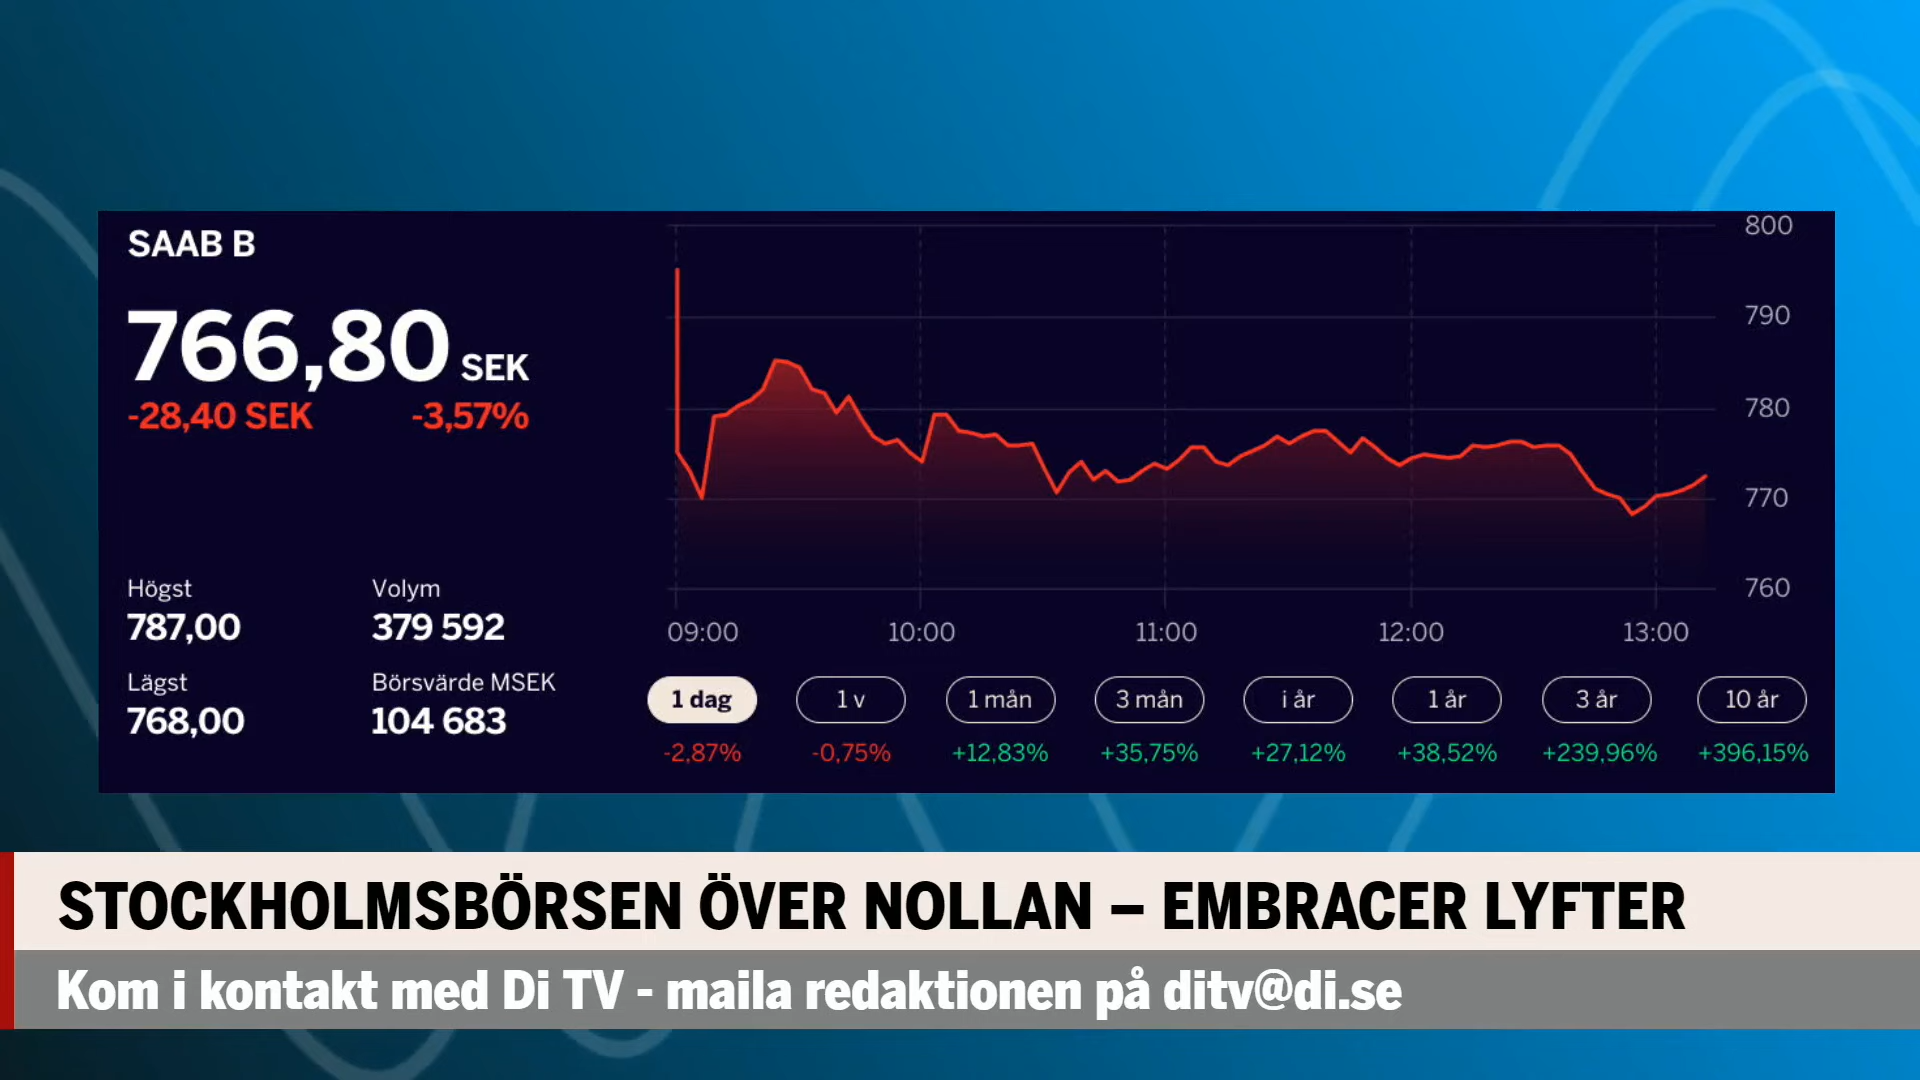 SAAB B
766,80 SEK
-28,40 SEK -3,57%
Högst Volym
787,00 379 592
Lägst Börsvärde MSEK
768,00 104 683
800
790
780
770
760
09:00 10:00 11:00 12:00 13:00
1 dag 1 v 1 mån 3 mån i år 1 år 3 år 10 år
-2,87% -0,75% +12,83% +35,75% +27,12% +38,52% +239,96% +396,15%
STOCKHOLMSBÖRSEN ÖVER NOLLAN – EMBRACER LYFTER
Kom i kontakt med Di TV - maila redaktionen på ditv@di.se